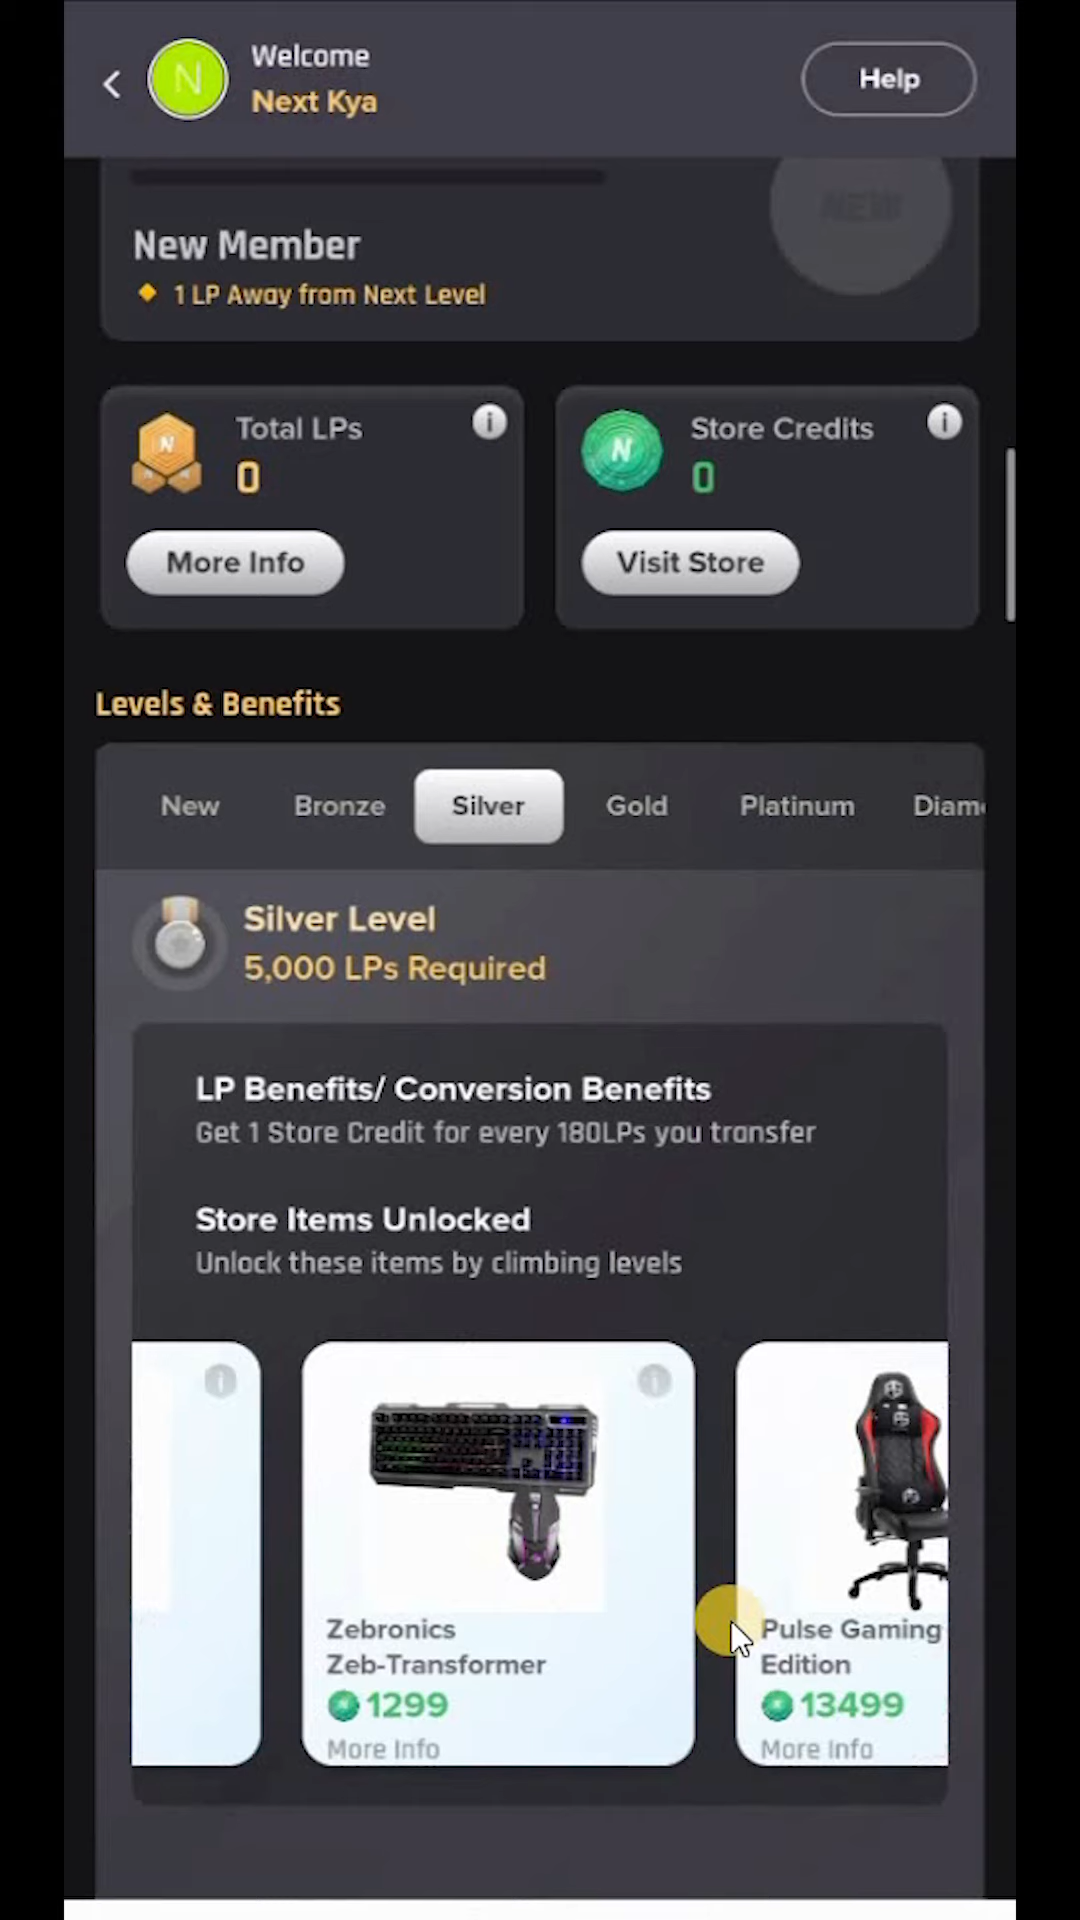 N
Welcome
Next Kya
Help
NEW
New Member
1 LP Away from Next Level
N
Total LPs
i
0
More Info
N
Store Credits
i
0
Visit Store
Levels & Benefits
New
Bronze
Silver
Gold
Platinum
Diam
Silver Level
5,000 LPs Required
LP Benefits/ Conversion Benefits
Get 1 Store Credit for every 180LPs you transfer
Store Items Unlocked
Unlock these items by climbing levels
i
i
Zebronics
Zeb-Transformer
1299
More Info
Pulse Gaming
Edition
13499
More Info